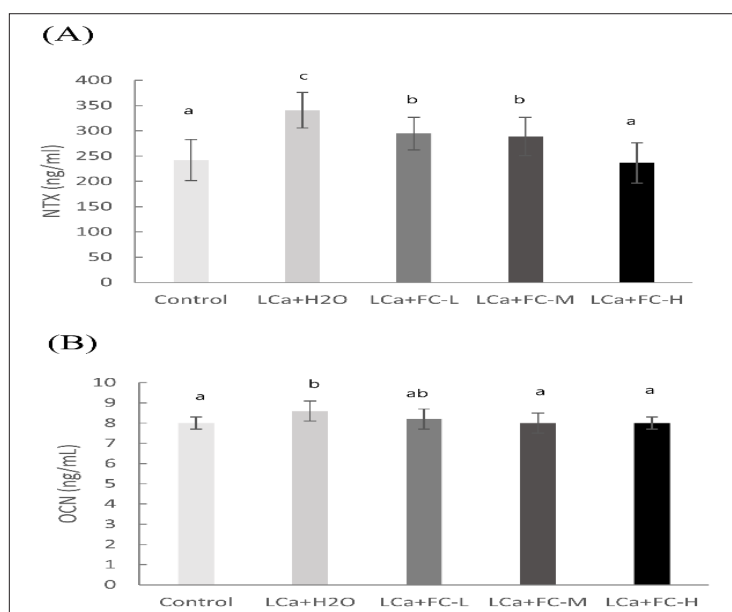 (A)
400
350
300
250
200
150
100
50
0
NTX (ng/ml)
a
c
b
b
a
Control LCa+H2O LCa+FC-L LCa+FC-M LCa+FC-H
(B)
10
9
8
7
6
5
4
3
2
1
0
OCN (ng/mL)
a
b
ab
a
a
Control LCa+H2O LCa+FC-L LCa+FC-M LCa+FC-H